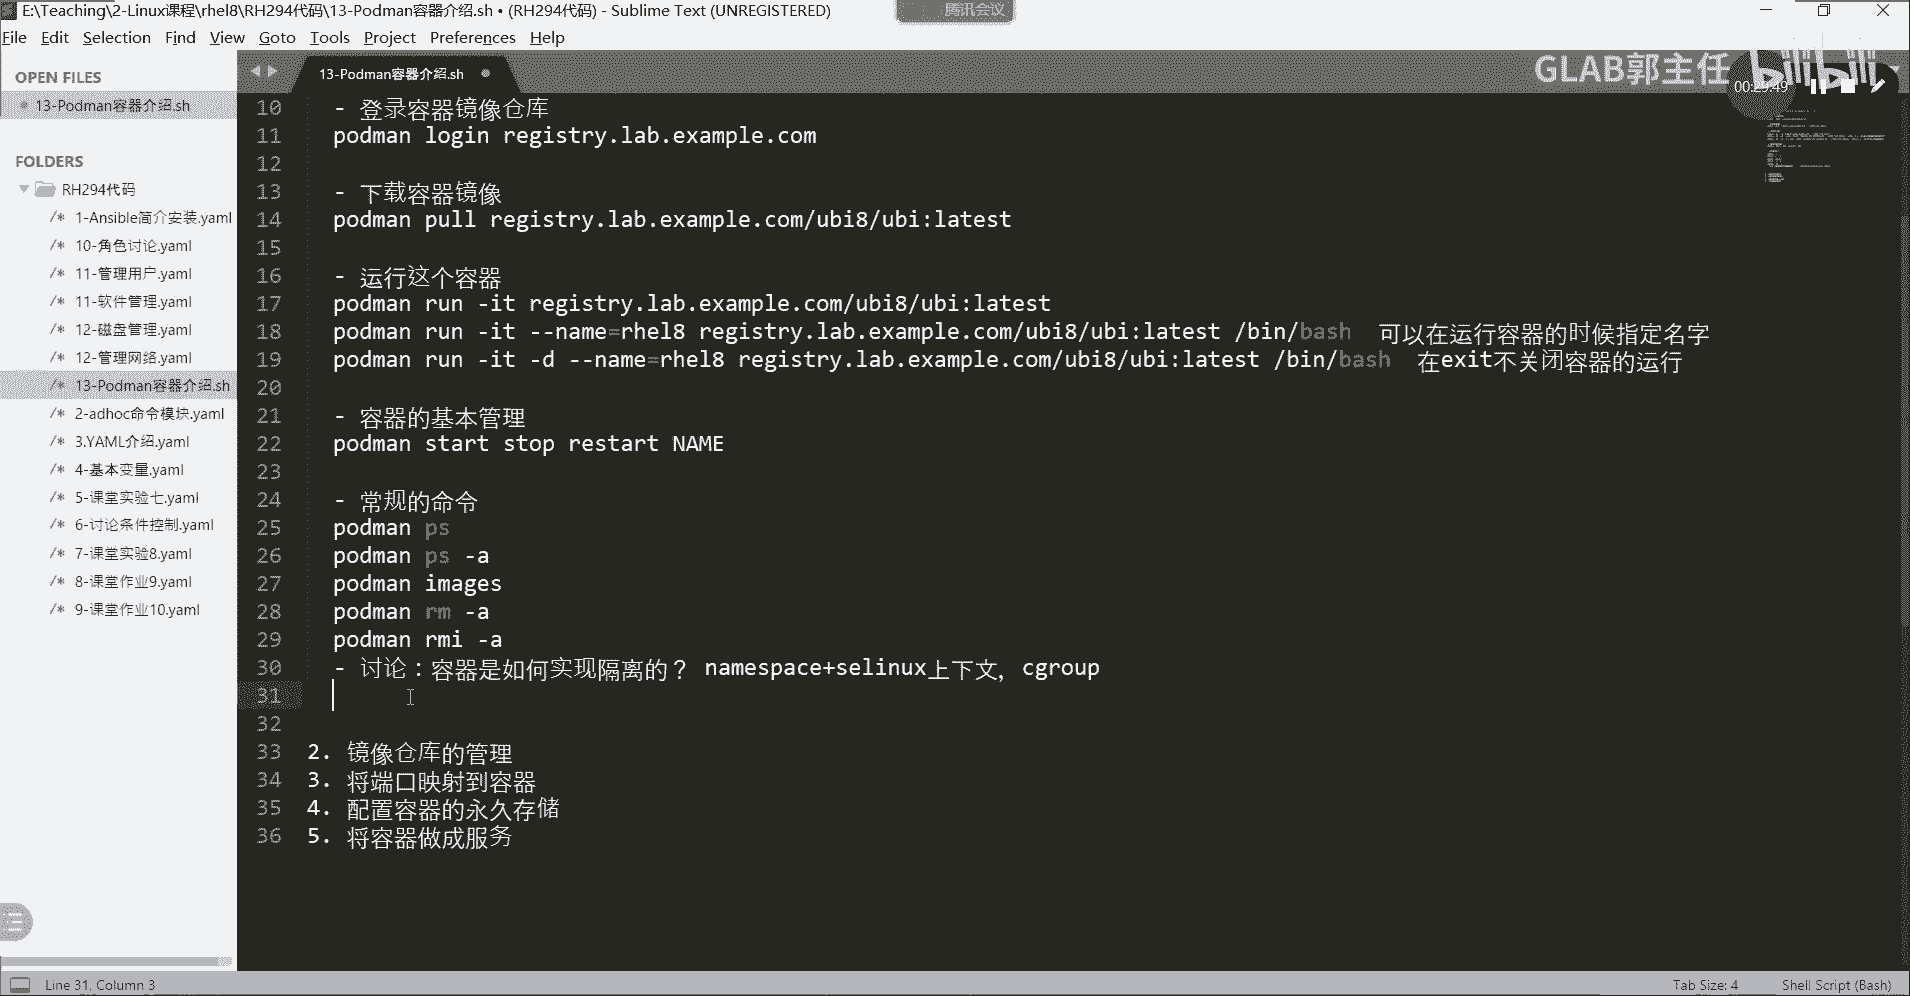 E:\Teaching\2-Linux课程\rhel8\RH294代码\13-Podman容器介绍.sh • (RH294代码) - Sublime Text (UNREGISTERED)
腾讯会议
File Edit Selection Find View Goto Tools Project Preferences Help
OPEN FILES
13-Podman容器介绍.sh
FOLDERS
RH294代码
/* 1-Ansible简介安装.yaml
/* 10-角色讨论.yaml
/* 11-管理用户.yaml
/* 11-软件管理.yaml
/* 12-磁盘管理.yaml
/* 12-管理网络.yaml
/* 13-Podman容器介绍.sh
/* 2-adhoc命令模块.yaml
/* 3.YAML介绍.yaml
/* 4-基本变量.yaml
/* 5-课堂实验七.yaml
/* 6-讨论条件控制.yaml
/* 7-课堂实验8.yaml
/* 8-课堂作业9.yaml
/* 9-课堂作业10.yaml
13-Podman容器介绍.sh
GLAB郭主任 bilibili
00:29:49
10 - 登录容器镜像仓库
11 podman login registry.lab.example.com
12
13 - 下载容器镜像
14 podman pull registry.lab.example.com/ubi8/ubi:latest
15
16 - 运行这个容器
17 podman run -it registry.lab.example.com/ubi8/ubi:latest
18 podman run -it --name=rhel8 registry.lab.example.com/ubi8/ubi:latest /bin/bash 可以在运行容器的时候指定名字
19 podman run -it -d --name=rhel8 registry.lab.example.com/ubi8/ubi:latest /bin/bash 在exit不关闭容器的运行
20
21 - 容器的基本管理
22 podman start stop restart NAME
23
24 - 常规的命令
25 podman ps
26 podman ps -a
27 podman images
28 podman rm -a
29 podman rmi -a
30 - 讨论：容器是如何实现隔离的？ namespace+selinux上下文, cgroup
31
32
33 2. 镜像仓库的管理
34 3. 将端口映射到容器
35 4. 配置容器的永久存储
36 5. 将容器做成服务
Line 31, Column 3
Tab Size: 4
Shell Script (Bash)